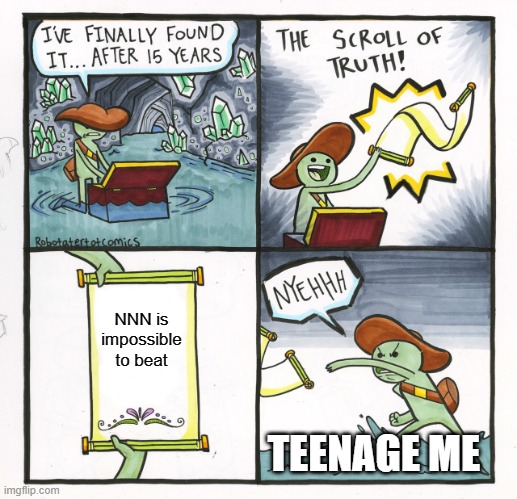 I'VE FINALLY FOUND
IT... AFTER 15 YEARS
THE SCROLL OF
TRUTH!
Robotatertotcomics
NNN is
impossible
to beat
NYEHHH
TEENAGE ME
imgflip.com